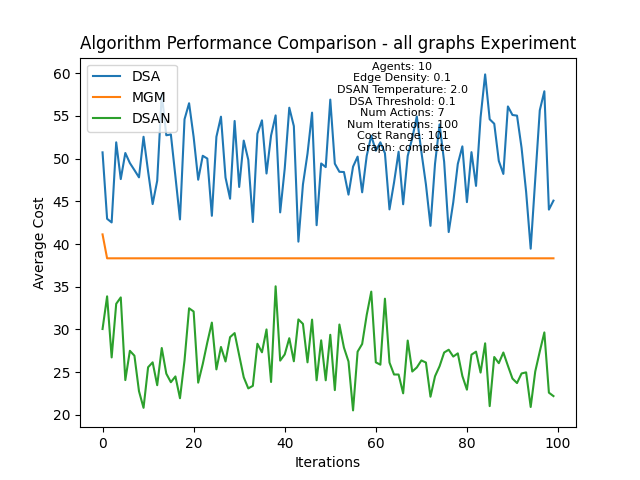 Algorithm Performance Comparison - all graphs Experiment
DSA
MGM
DSAN
Agents: 10
Edge Density: 0.1
DSAN Temperature: 2.0
DSA Threshold: 0.1
Num Actions: 7
Num Iterations: 100
Cost Range: 101
Graph: complete
Average Cost
60
55
50
45
40
35
30
25
20
0
20
40
60
80
100
Iterations